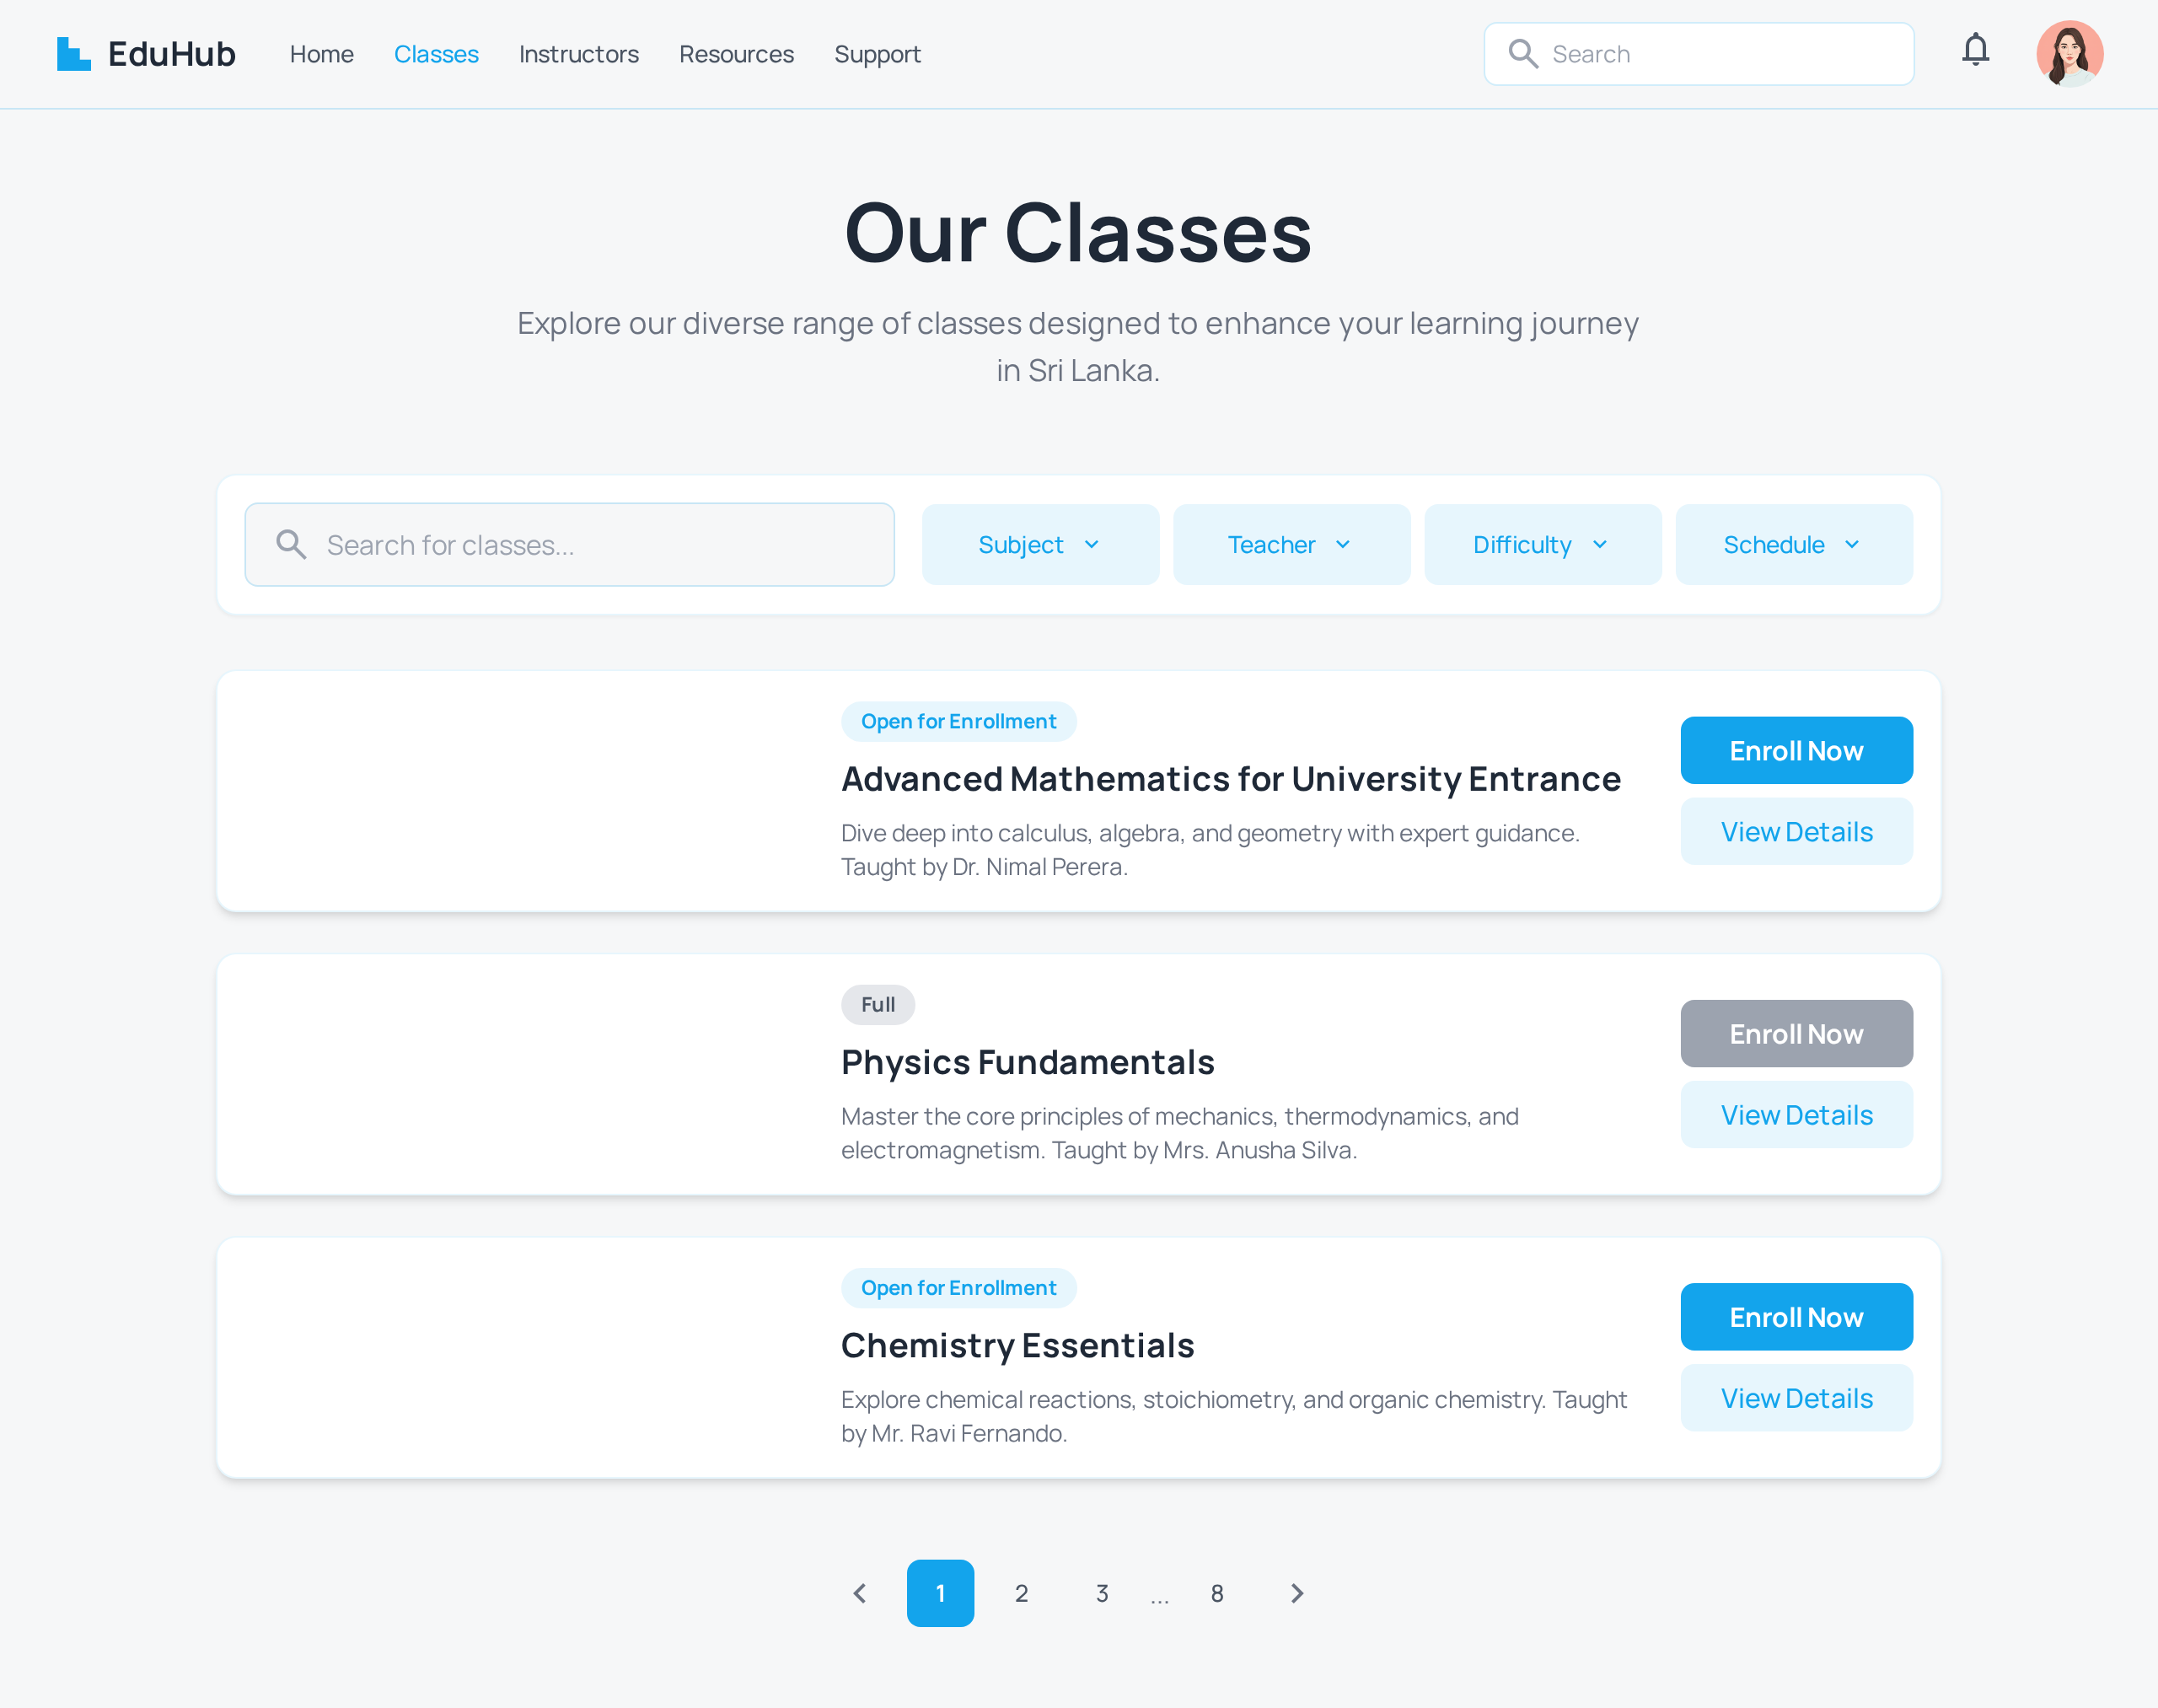 EduHub
Home
Classes
Instructors
Resources
Support
Search
Our Classes
Explore our diverse range of classes designed to enhance your learning journey
in Sri Lanka.
Search for classes...
Subject
Teacher
Difficulty
Schedule
Open for Enrollment
Advanced Mathematics for University Entrance
Dive deep into calculus, algebra, and geometry with expert guidance.
Taught by Dr. Nimal Perera.
Enroll Now
View Details
Full
Physics Fundamentals
Master the core principles of mechanics, thermodynamics, and
electromagnetism. Taught by Mrs. Anusha Silva.
Enroll Now
View Details
Open for Enrollment
Chemistry Essentials
Explore chemical reactions, stoichiometry, and organic chemistry. Taught
by Mr. Ravi Fernando.
Enroll Now
View Details
1 2 3 ... 8